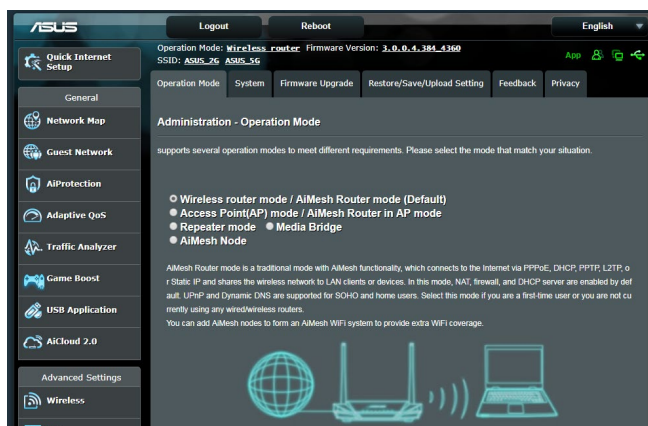 ASUS
Logout
Reboot
English
Quick Internet
Setup
Operation Mode: Wireless router Firmware Version: 3.0.0.4.384_4360
SSID: ASUS_2G ASUS_5G
App
Operation Mode
System
Firmware Upgrade
Restore/Save/Upload Setting
Feedback
Privacy
General
Network Map
Guest Network
AiProtection
Adaptive QoS
Traffic Analyzer
Game Boost
USB Application
AiCloud 2.0
Advanced Settings
Wireless
Administration - Operation Mode
supports several operation modes to meet different requirements. Please select the mode that match your situation.
Wireless router mode / AiMesh Router mode (Default)
Access Point(AP) mode / AiMesh Router in AP mode
Repeater mode Media Bridge
AiMesh Node
AiMesh Router mode is a traditional mode with AiMesh functionality, which connects to the Internet via PPPoE, DHCP, PPTP, L2TP, o
r Static IP and shares the wireless network to LAN clients or devices. In this mode, NAT, firewall, and DHCP server are enabled by def
ault. UPnP and Dynamic DNS are supported for SOHO and home users. Select this mode if you are a first-time user or you are not cu
rrently using any wired/wireless routers.
You can add AiMesh nodes to form an AiMesh WiFi system to provide extra WiFi coverage.